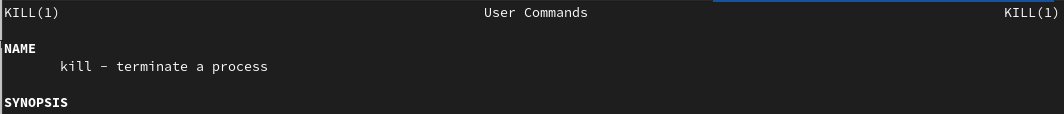 KILL(1) User Commands KILL(1)
NAME
kill - terminate a process
SYNOPSIS